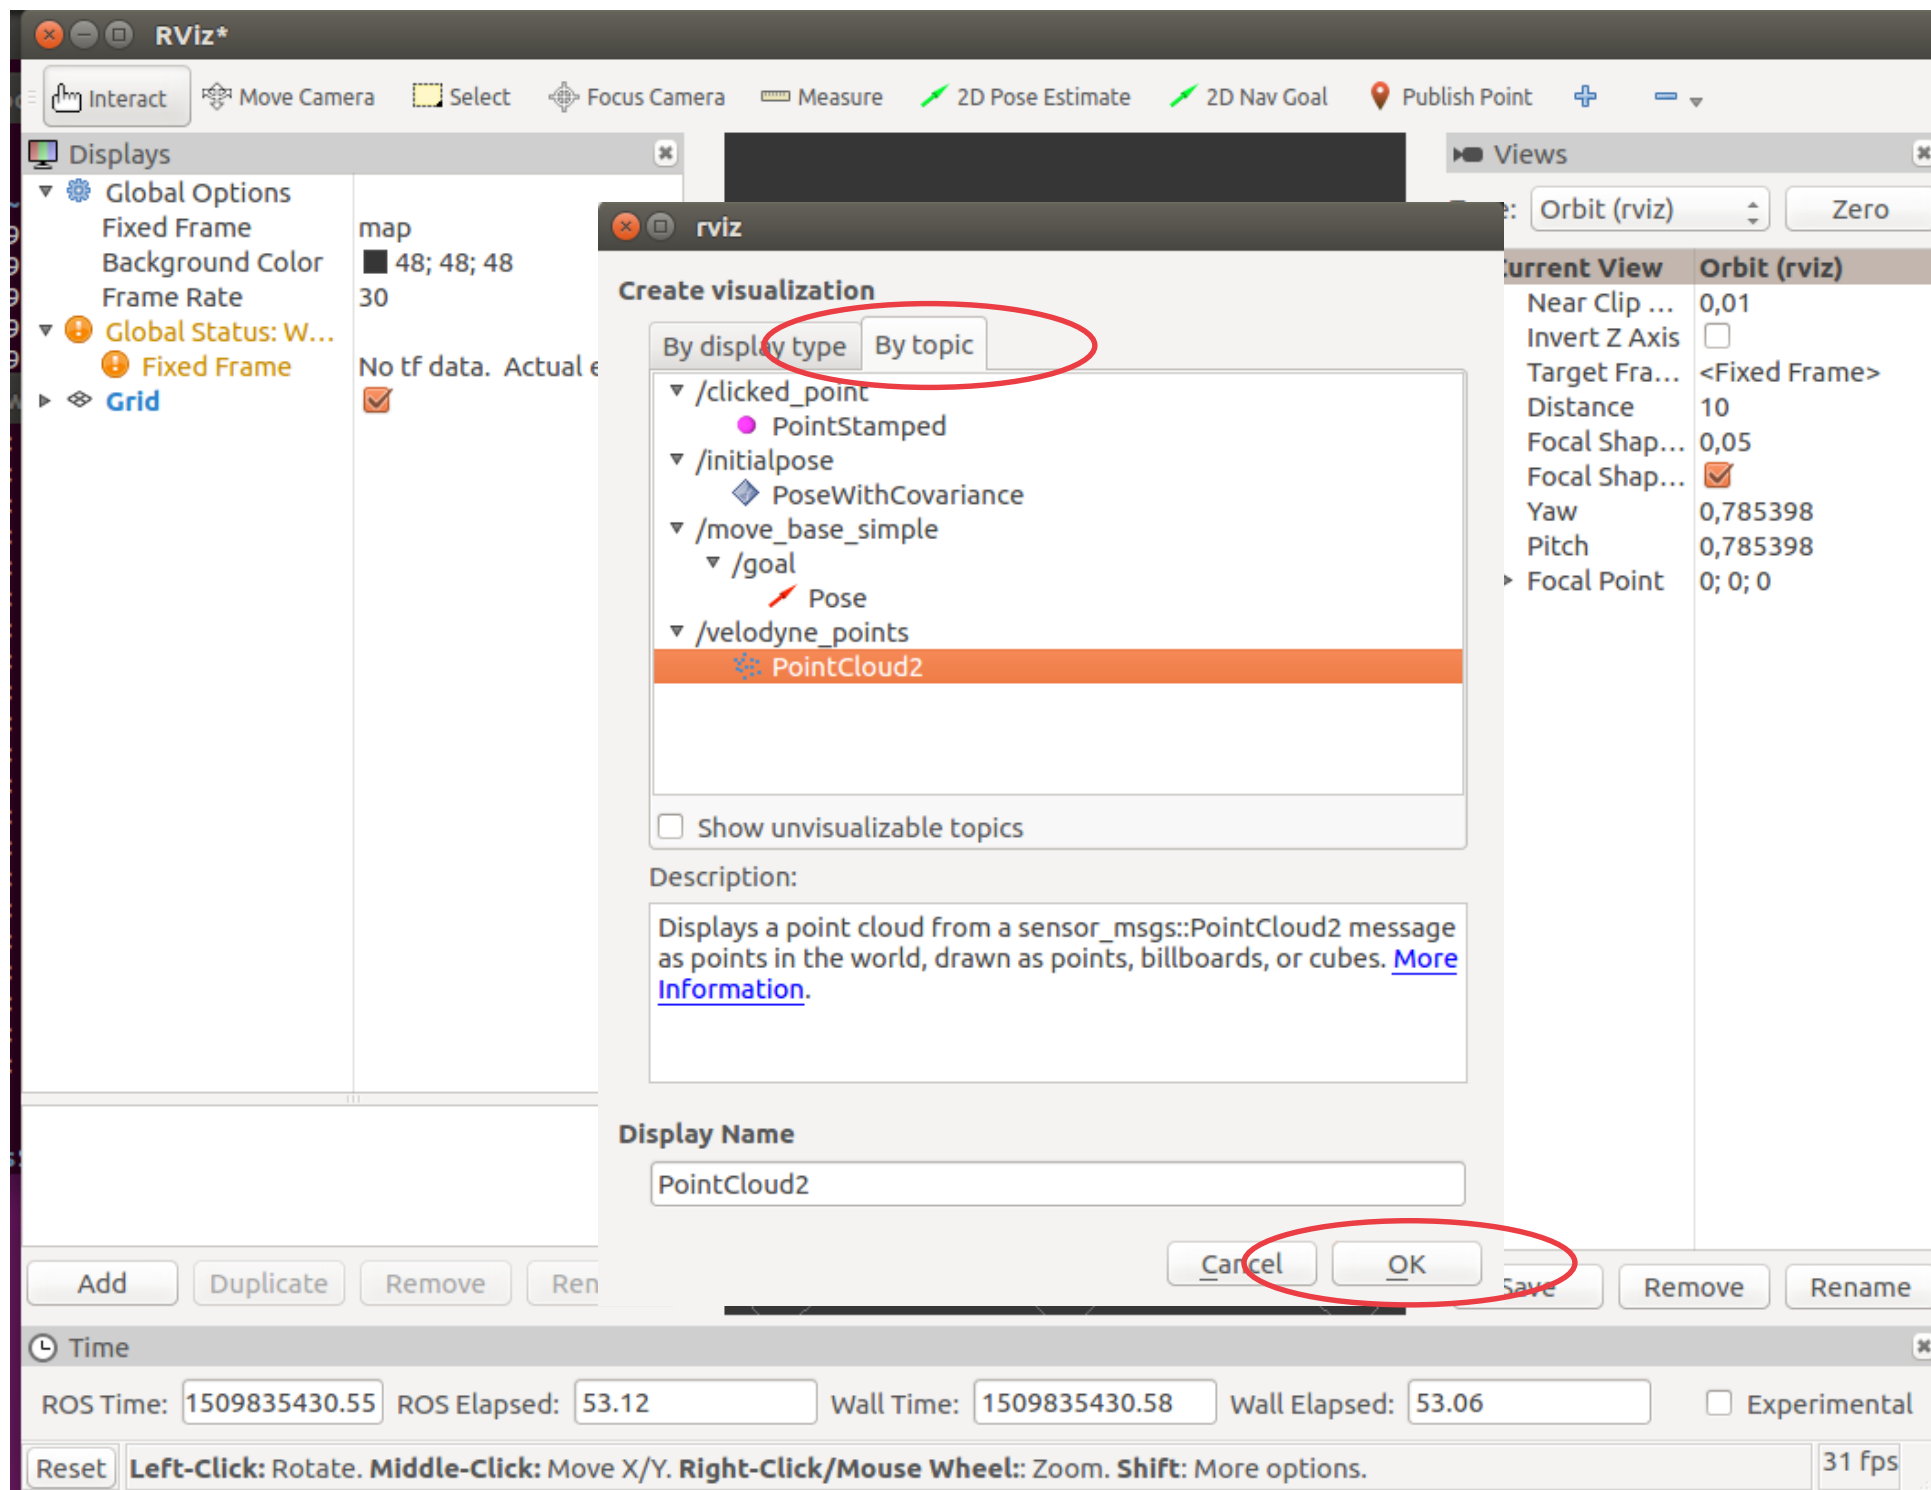 RViz*
Interact Move Camera Select Focus Camera Measure 2D Pose Estimate 2D Nav Goal Publish Point
Displays
Global Options
Fixed Frame map
Background Color 48; 48; 48
Frame Rate 30
Global Status: W...
Fixed Frame No tf data. Actual e
Grid
rviz
Create visualization
By display type By topic
/clicked_point
PointStamped
/initialpose
PoseWithCovariance
/move_base_simple
/goal
Pose
/velodyne_points
PointCloud2
Show unvisualizable topics
Description:
Displays a point cloud from a sensor_msgs::PointCloud2 message
as points in the world, drawn as points, billboards, or cubes. More
Information.
Display Name
PointCloud2
Cancel OK
Views
Orbit (rviz) Zero
urrent View Orbit (rviz)
Near Clip ... 0,01
Invert Z Axis
Target Fra... <Fixed Frame>
Distance 10
Focal Shap... 0,05
Focal Shap...
Yaw 0,785398
Pitch 0,785398
Focal Point 0; 0; 0
Add Duplicate Remove Ren
Save Remove Rename
Time
ROS Time: 1509835430.55 ROS Elapsed: 53.12 Wall Time: 1509835430.58 Wall Elapsed: 53.06 Experimental
Reset Left-Click: Rotate. Middle-Click: Move X/Y. Right-Click/Mouse Wheel:: Zoom. Shift: More options. 31 fps